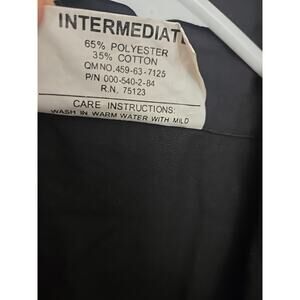 INTERMEDIATE
65% POLYESTER
35% COTTON
QM NO. 459-63-7125
P/N 000-540-2-84
R.N. 75123
CARE INSTRUCTIONS:
WASH IN WARM WATER WITH MILD